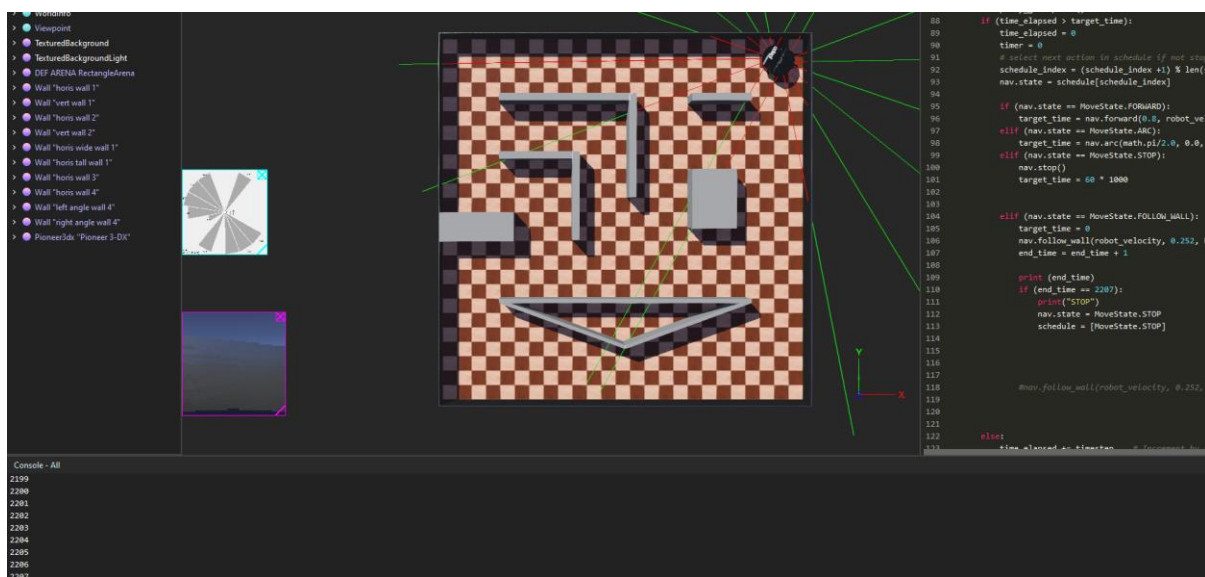 WorldInfo
Viewpoint
TexturedBackground
TexturedBackgroundLight
DEF ARENA RectangleArena
Wall "horis wall 1"
Wall "vert wall 1"
Wall "horis wall 2"
Wall "vert wall 2"
Wall "horis wide wall 1"
Wall "horis tall wall 1"
Wall "horis wall 3"
Wall "horis wall 4"
Wall "left angle wall 4"
Wall "right angle wall 4"
Pioneer3dx "Pioneer 3-DX"
Y
X
88 if (time_elapsed > target_time):
89 time_elapsed = 0
90 timer = 0
91 # select next action in schedule if not sto
92 schedule_index = (schedule_index +1) % len(
93 nav.state = schedule[schedule_index]
94
95 if (nav.state == MoveState.FORWARD):
96 target_time = nav.forward(0.8, robot_ve
97 elif (nav.state == MoveState.ARC):
98 target_time = nav.arc(math.pi/2.0, 0.0,
99 elif (nav.state == MoveState.STOP):
100 nav.stop()
101 target_time = 60 * 1000
102
103
104 elif (nav.state == MoveState.FOLLOW_WALL):
105 target_time = 0
106 nav.follow_wall(robot_velocity, 0.252,
107 end_time = end_time + 1
108
109 print (end_time)
110 if (end_time == 2207):
111 print("STOP")
112 nav.state = MoveState.STOP
113 schedule = [MoveState.STOP]
114
115
116
117
118 #nav.follow_wall(robot_velocity, 0.252,
119
120
121
122 else:
123 time_elapsed += timestep # Increment by
Console - All
2199
2200
2201
2202
2203
2204
2205
2206
2207